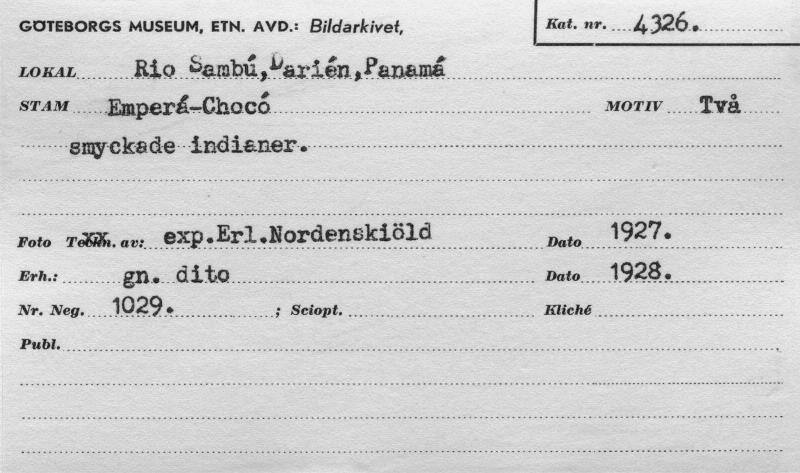 GÖTEBORGS MUSEUM, ETN. AVD.: Bildarkivet, Kat. nr. 4326.
LOKAL Rio Sambú, Darién, Panamá
STAM Emperá-Chocó MOTIV Två
smyckade indianer.
Foto Teckn. av: exp.Erl.Nordenskiöld Dato 1927.
Erh.: gn. dito Dato 1928.
Nr. Neg. 1029. ; Sciopt. Kliché
Publ.